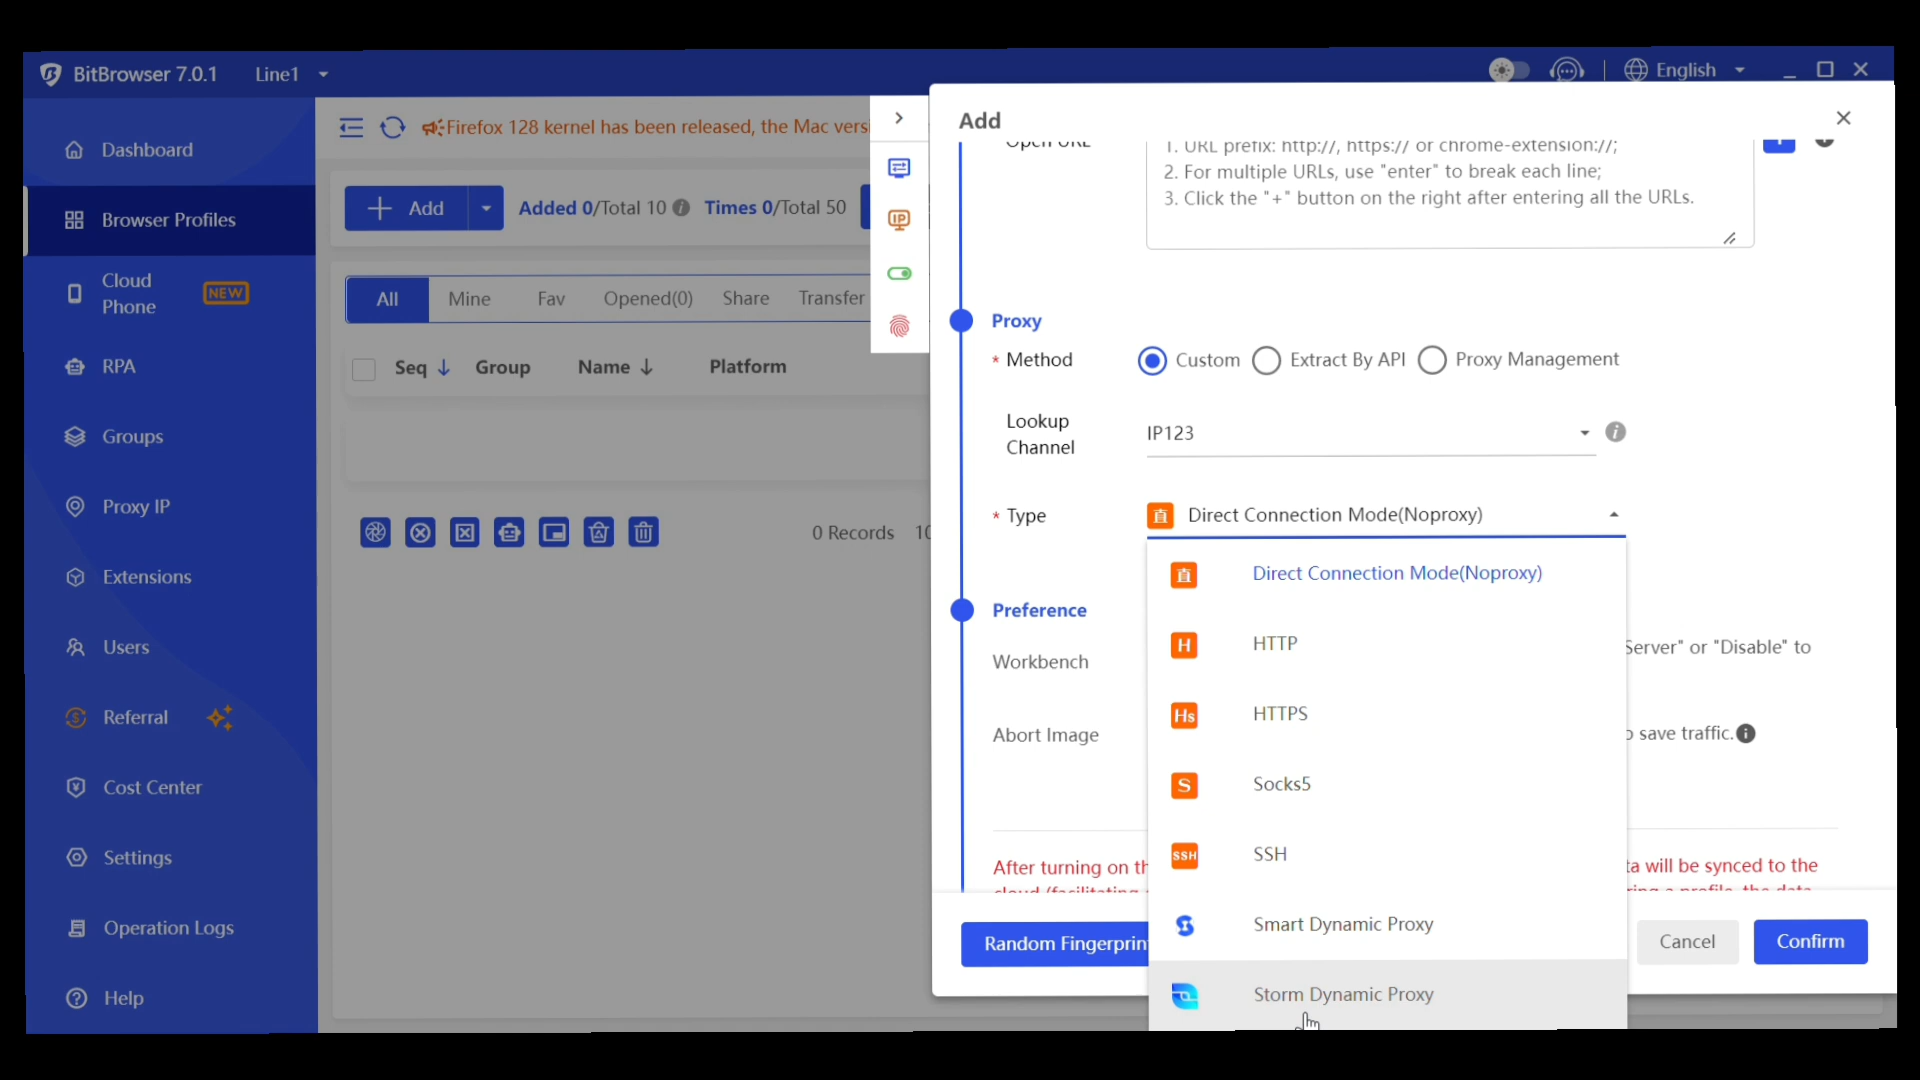 BitBrowser 7.0.1
Line1
English
Dashboard
Browser Profiles
Cloud
Phone
NEW
RPA
Groups
Proxy IP
Extensions
Users
Referral
Cost Center
Settings
Operation Logs
Help
Firefox 128 kernel has been released, the Mac versi
Add
Added 0/Total 10
Times 0/Total 50
All
Mine
Fav
Opened(0)
Share
Transfer
Seq
Group
Name
Platform
0 Records
10
IP
Add
Open URL
1. URL prefix: http://, https:// or chrome-extension://;
2. For multiple URLs, use "enter" to break each line;
3. Click the "+" button on the right after entering all the URLs.
Proxy
* Method
Custom
Extract By API
Proxy Management
Lookup
Channel
IP123
* Type
直 Direct Connection Mode(Noproxy)
直 Direct Connection Mode(Noproxy)
H HTTP
Hs HTTPS
S Socks5
SSH SSH
Smart Dynamic Proxy
Storm Dynamic Proxy
Preference
Workbench
Server" or "Disable" to
Abort Image
o save traffic.
After turning on th
ta will be synced to the
Random Fingerprin
Cancel
Confirm